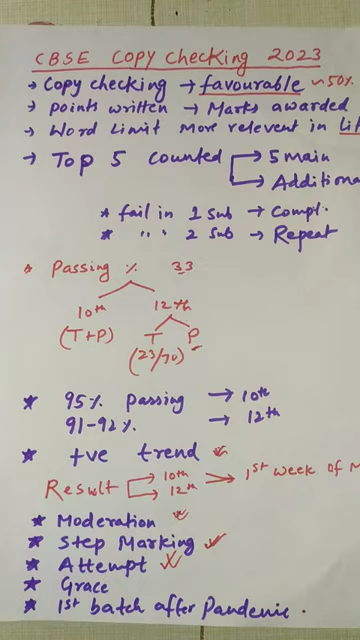 CBSE Copy Checking 2023
→ Copy checking → favourable ~50%
→ points written → Marks awarded
→ Word Limit More relevent in Lit
→ Top 5 counted → 5 main
→ Additiona
* fail in 1 Sub → Compl.
* " " 2 Sub → Repeat
* Passing % 33
10th 12th
(T+P) T P
(23/70)
* 95% passing → 10th
91-92% → 12th
* +ve trend
Result → 10th → 12th → 1st week of M
* Moderation
* Step Marking ✓
* Attempt
* Grace
* 1st batch after Pandemic.